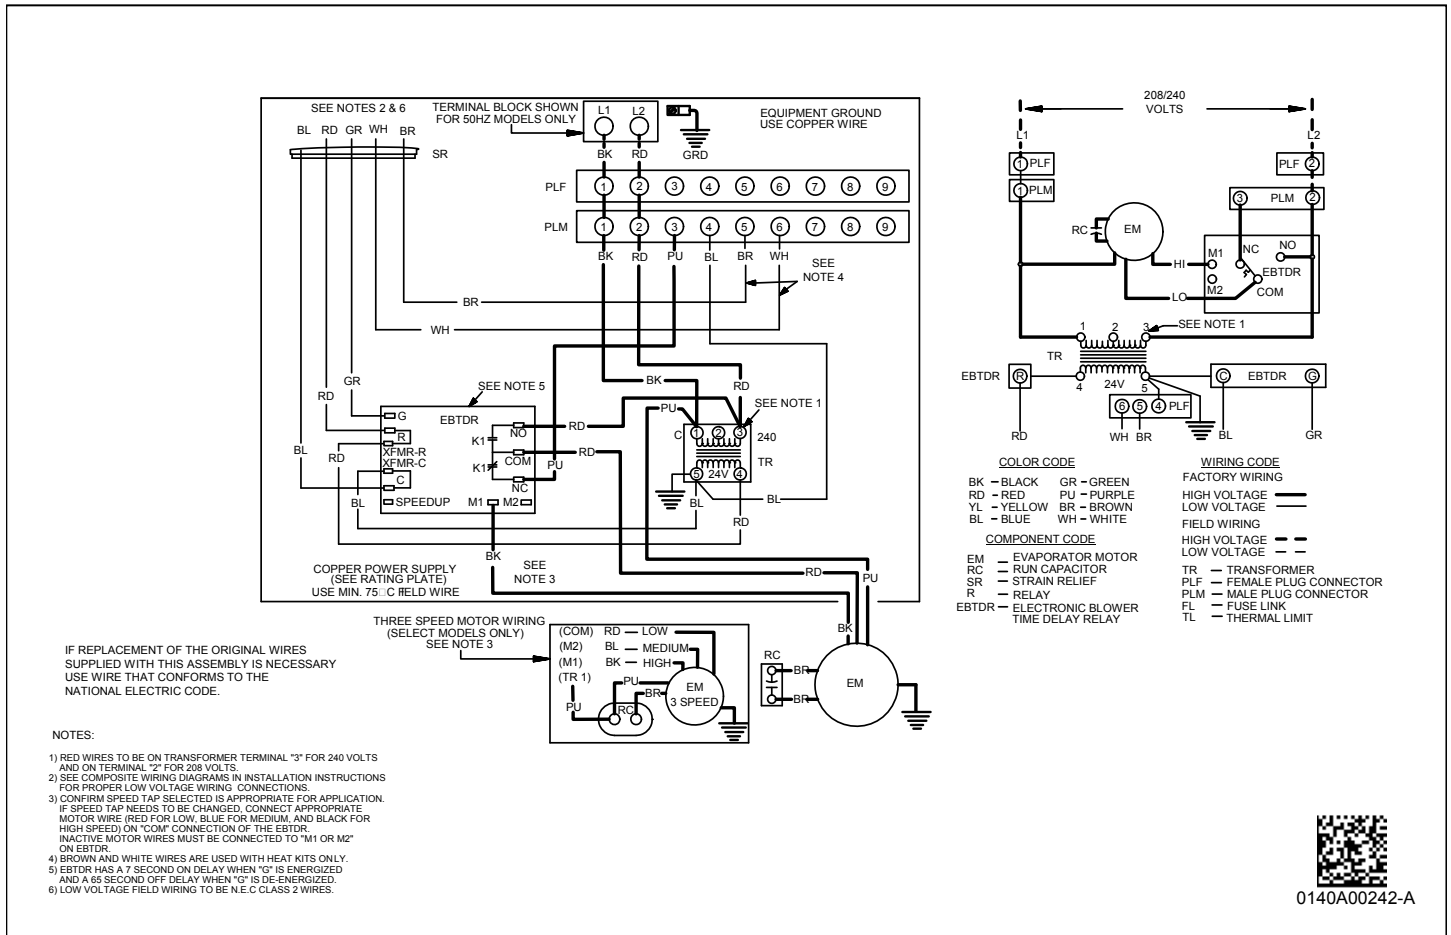 SEE NOTES 2 & 6
BL RD GR WH BR
SR
TERMINAL BLOCK SHOWN
FOR 50HZ MODELS ONLY
L1 L2
BK RD
GRD
EQUIPMENT GROUND
USE COPPER WIRE
PLF 1 2 3 4 5 6 7 8 9
PLM 1 2 3 4 5 6 7 8 9
BK RD PU BL BR WH
SEE
NOTE 4
BR
WH
GR
RD
BL
RD
BL
SEE NOTE 5
EBTDR
G
R
XFMR-R
XFMR-C
C
SPEEDUP
K1
K1
NO
COM
NC
M1 M2
RD
RD
PU
BK
PU
RD
SEE NOTE 1
C 1 2 3 240
TR
5 24V 4
BL
BL
RD
BK
SEE
NOTE 3
COPPER POWER SUPPLY
(SEE RATING PLATE)
USE MIN. 75□C FIELD WIRE
RD
PU
BK
THREE SPEED MOTOR WIRING
(SELECT MODELS ONLY)
SEE NOTE 3
(COM) RD LOW
(M2) BL MEDIUM
(M1) BK HIGH
(TR 1)
PU
PU
BR
RC
EM
3 SPEED
RC
BR
BR
EM
208/240
VOLTS
L1
L2
1 PLF
PLF 2
1 PLM
3 PLM 2
RC
EM
HI
LO
M1
M2
NC
NO
EBTDR
COM
1 2 3
SEE NOTE 1
TR
4 24V 5
EBTDR R
C EBTDR G
6 5 4 PLF
RD
WH BR
BL
GR
COLOR CODE
BK – BLACK GR – GREEN
RD – RED PU – PURPLE
YL – YELLOW BR – BROWN
BL – BLUE WH – WHITE
COMPONENT CODE
EM – EVAPORATOR MOTOR
RC – RUN CAPACITOR
SR – STRAIN RELIEF
R – RELAY
EBTDR – ELECTRONIC BLOWER
TIME DELAY RELAY
WIRING CODE
FACTORY WIRING
HIGH VOLTAGE
LOW VOLTAGE
FIELD WIRING
HIGH VOLTAGE
LOW VOLTAGE
TR – TRANSFORMER
PLF – FEMALE PLUG CONNECTOR
PLM – MALE PLUG CONNECTOR
FL – FUSE LINK
TL – THERMAL LIMIT
IF REPLACEMENT OF THE ORIGINAL WIRES
SUPPLIED WITH THIS ASSEMBLY IS NECESSARY
USE WIRE THAT CONFORMS TO THE
NATIONAL ELECTRIC CODE.
NOTES:
1) RED WIRES TO BE ON TRANSFORMER TERMINAL "3" FOR 240 VOLTS
AND ON TERMINAL "2" FOR 208 VOLTS.
2) SEE COMPOSITE WIRING DIAGRAMS IN INSTALLATION INSTRUCTIONS
FOR PROPER LOW VOLTAGE WIRING CONNECTIONS.
3) CONFIRM SPEED TAP SELECTED IS APPROPRIATE FOR APPLICATION.
IF SPEED TAP NEEDS TO BE CHANGED, CONNECT APPROPRIATE
MOTOR WIRE (RED FOR LOW, BLUE FOR MEDIUM, AND BLACK FOR
HIGH SPEED) ON "COM" CONNECTION OF THE EBTDR.
INACTIVE MOTOR WIRES MUST BE CONNECTED TO "M1 OR M2"
ON EBTDR.
4) BROWN AND WHITE WIRES ARE USED WITH HEAT KITS ONLY.
5) EBTDR HAS A 7 SECOND ON DELAY WHEN "G" IS ENERGIZED
AND A 65 SECOND OFF DELAY WHEN "G" IS DE-ENERGIZED.
6) LOW VOLTAGE FIELD WIRING TO BE N.E.C CLASS 2 WIRES.
0140A00242-A